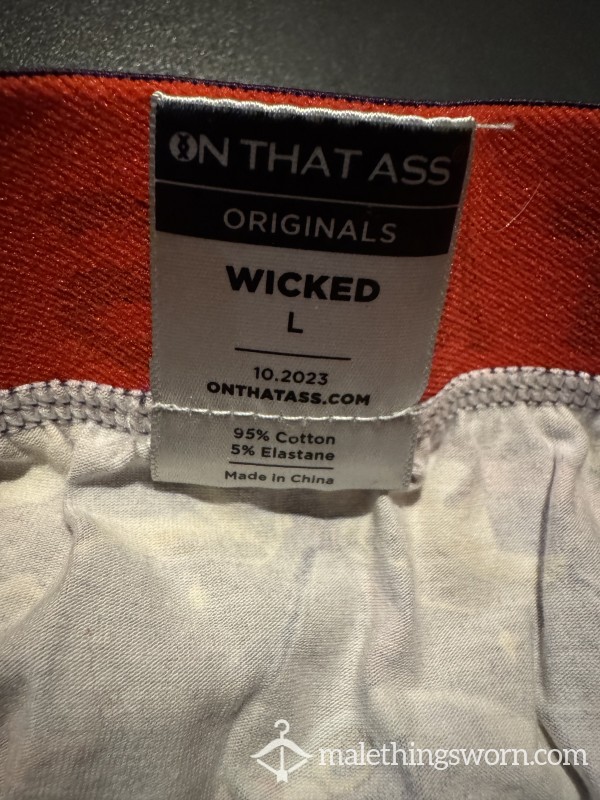 ON THAT ASS
ORIGINALS
WICKED
L
10.2023
ONTHATASS.COM
95% Cotton
5% Elastane
Made in China
malethingsworn.com